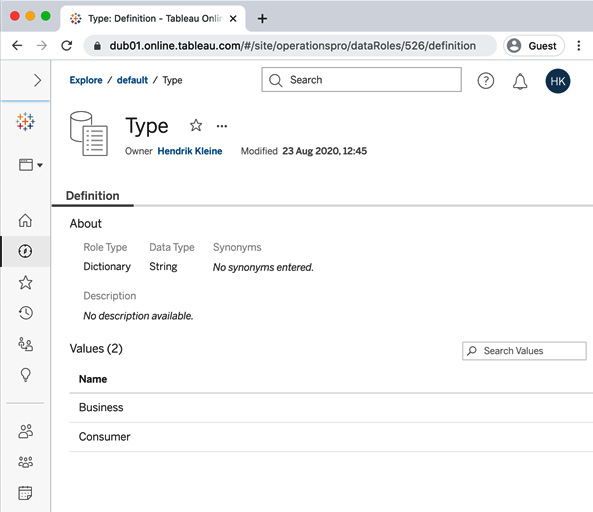 Type: Definition - Tableau Onlin
dub01.online.tableau.com/#/site/operationspro/dataRoles/526/definition
Guest
Explore / default / Type
Search
HK
Type
Owner Hendrik Kleine Modified 23 Aug 2020, 12:45
Definition
About
Role Type Data Type Synonyms
Dictionary String No synonyms entered.
Description
No description available.
Values (2)
Search Values
Name
Business
Consumer